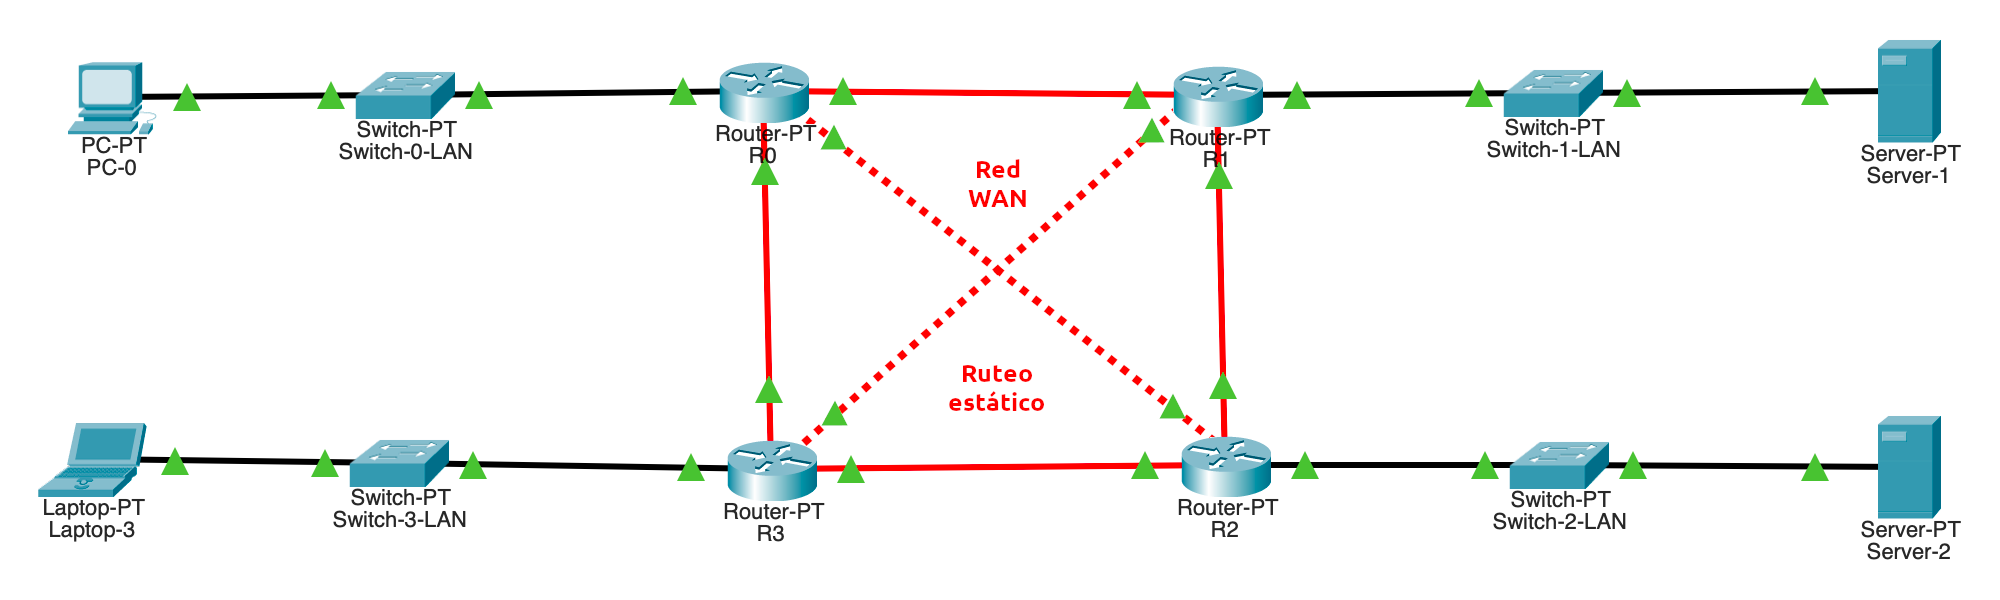 PC-PT
PC-0
Switch-PT
Switch-0-LAN
Router-PT
R0
Router-PT
R1
Switch-PT
Switch-1-LAN
Server-PT
Server-1
Red
WAN
Ruteo
estático
Laptop-PT
Laptop-3
Switch-PT
Switch-3-LAN
Router-PT
R3
Router-PT
R2
Switch-PT
Switch-2-LAN
Server-PT
Server-2